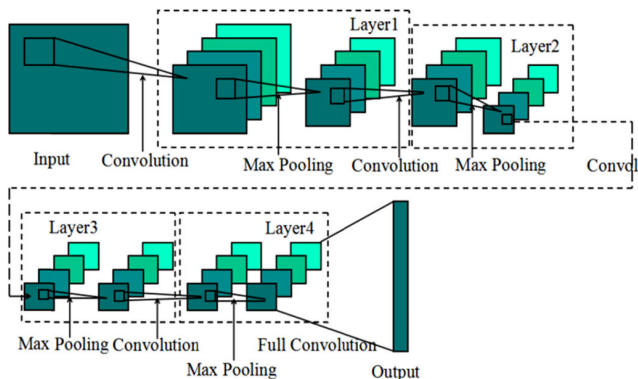 Layer1
Layer2
Input
Convolution
Max Pooling
Convolution
Max Pooling
Convol
Layer3
Layer4
Max Pooling
Convolution
Max Pooling
Full Convolution
Output